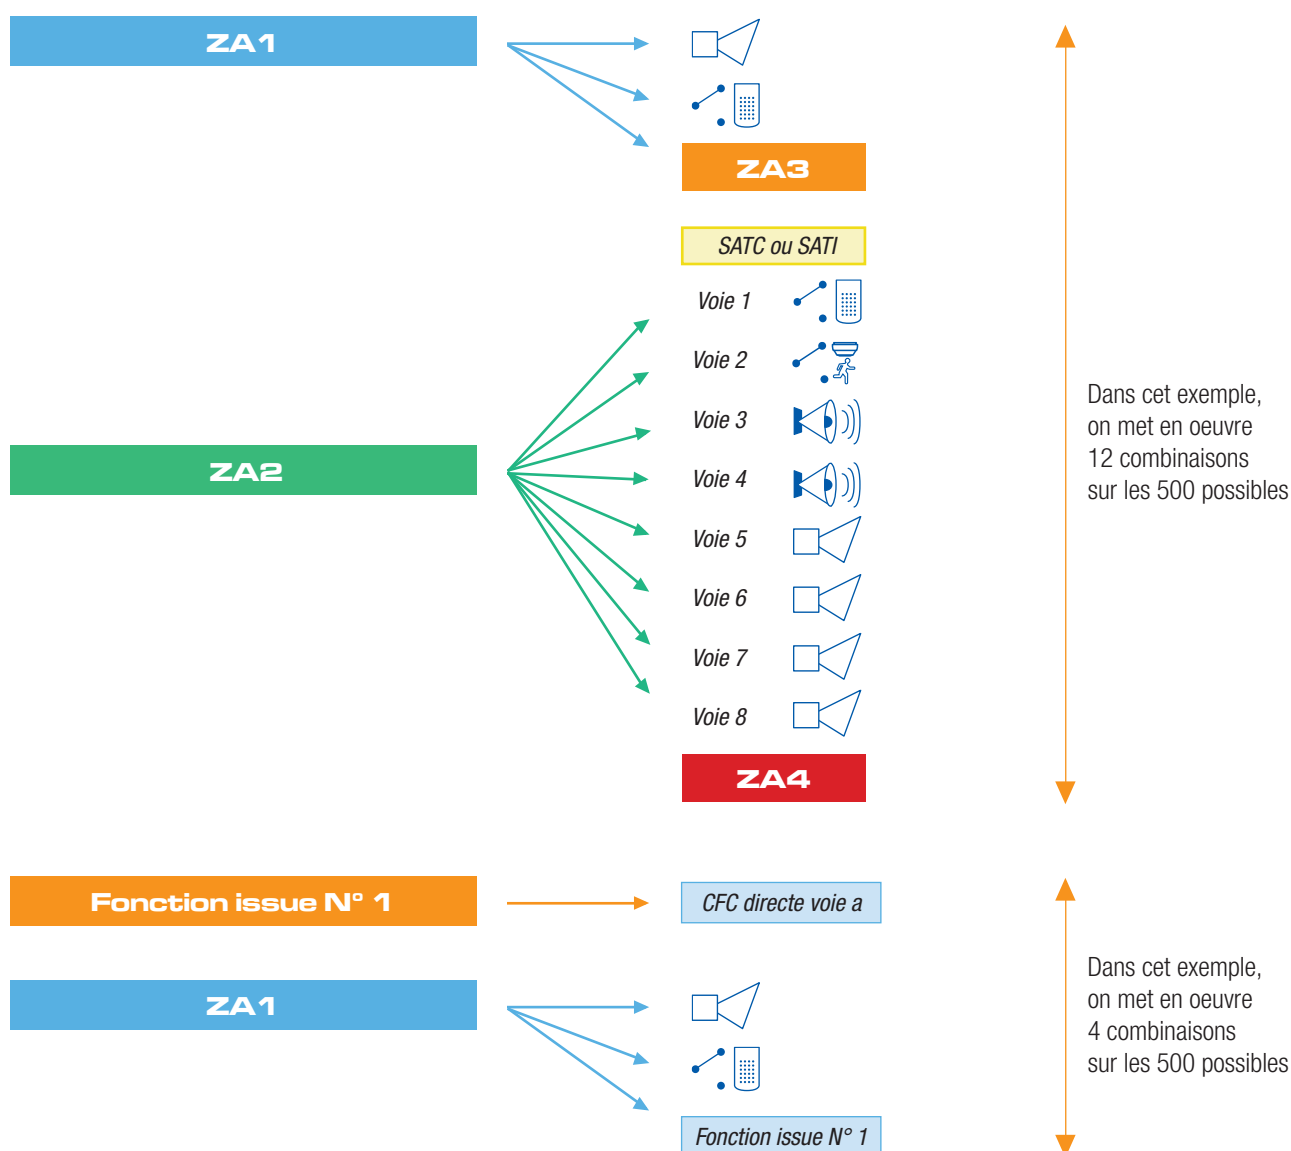 ZA1
ZA3
SATC ou SATI
Voie 1
Voie 2
Voie 3
Voie 4
Voie 5
Voie 6
Voie 7
Voie 8
ZA2
ZA4
Dans cet exemple,
on met en oeuvre
12 combinaisons
sur les 500 possibles
Fonction issue N° 1
CFC directe voie a
ZA1
Fonction issue N° 1
Dans cet exemple,
on met en oeuvre
4 combinaisons
sur les 500 possibles